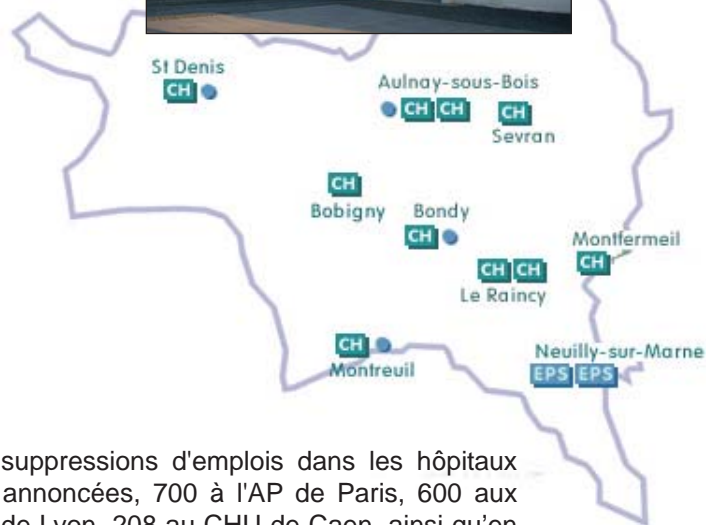 St Denis
CH
Aulnay-sous-Bois
CH CH
CH
Sevran
CH
Bobigny
Bondy
CH
Montfermeil
CH
CH CH
Le Raincy
CH
Montreuil
Neuilly-sur-Marne
EPS EPS
suppressions d'emplois dans les hôpitaux
annoncées, 700 à l'AP de Paris, 600 aux
de Lyon, 208 au CHU de Caen, ainsi qu'en